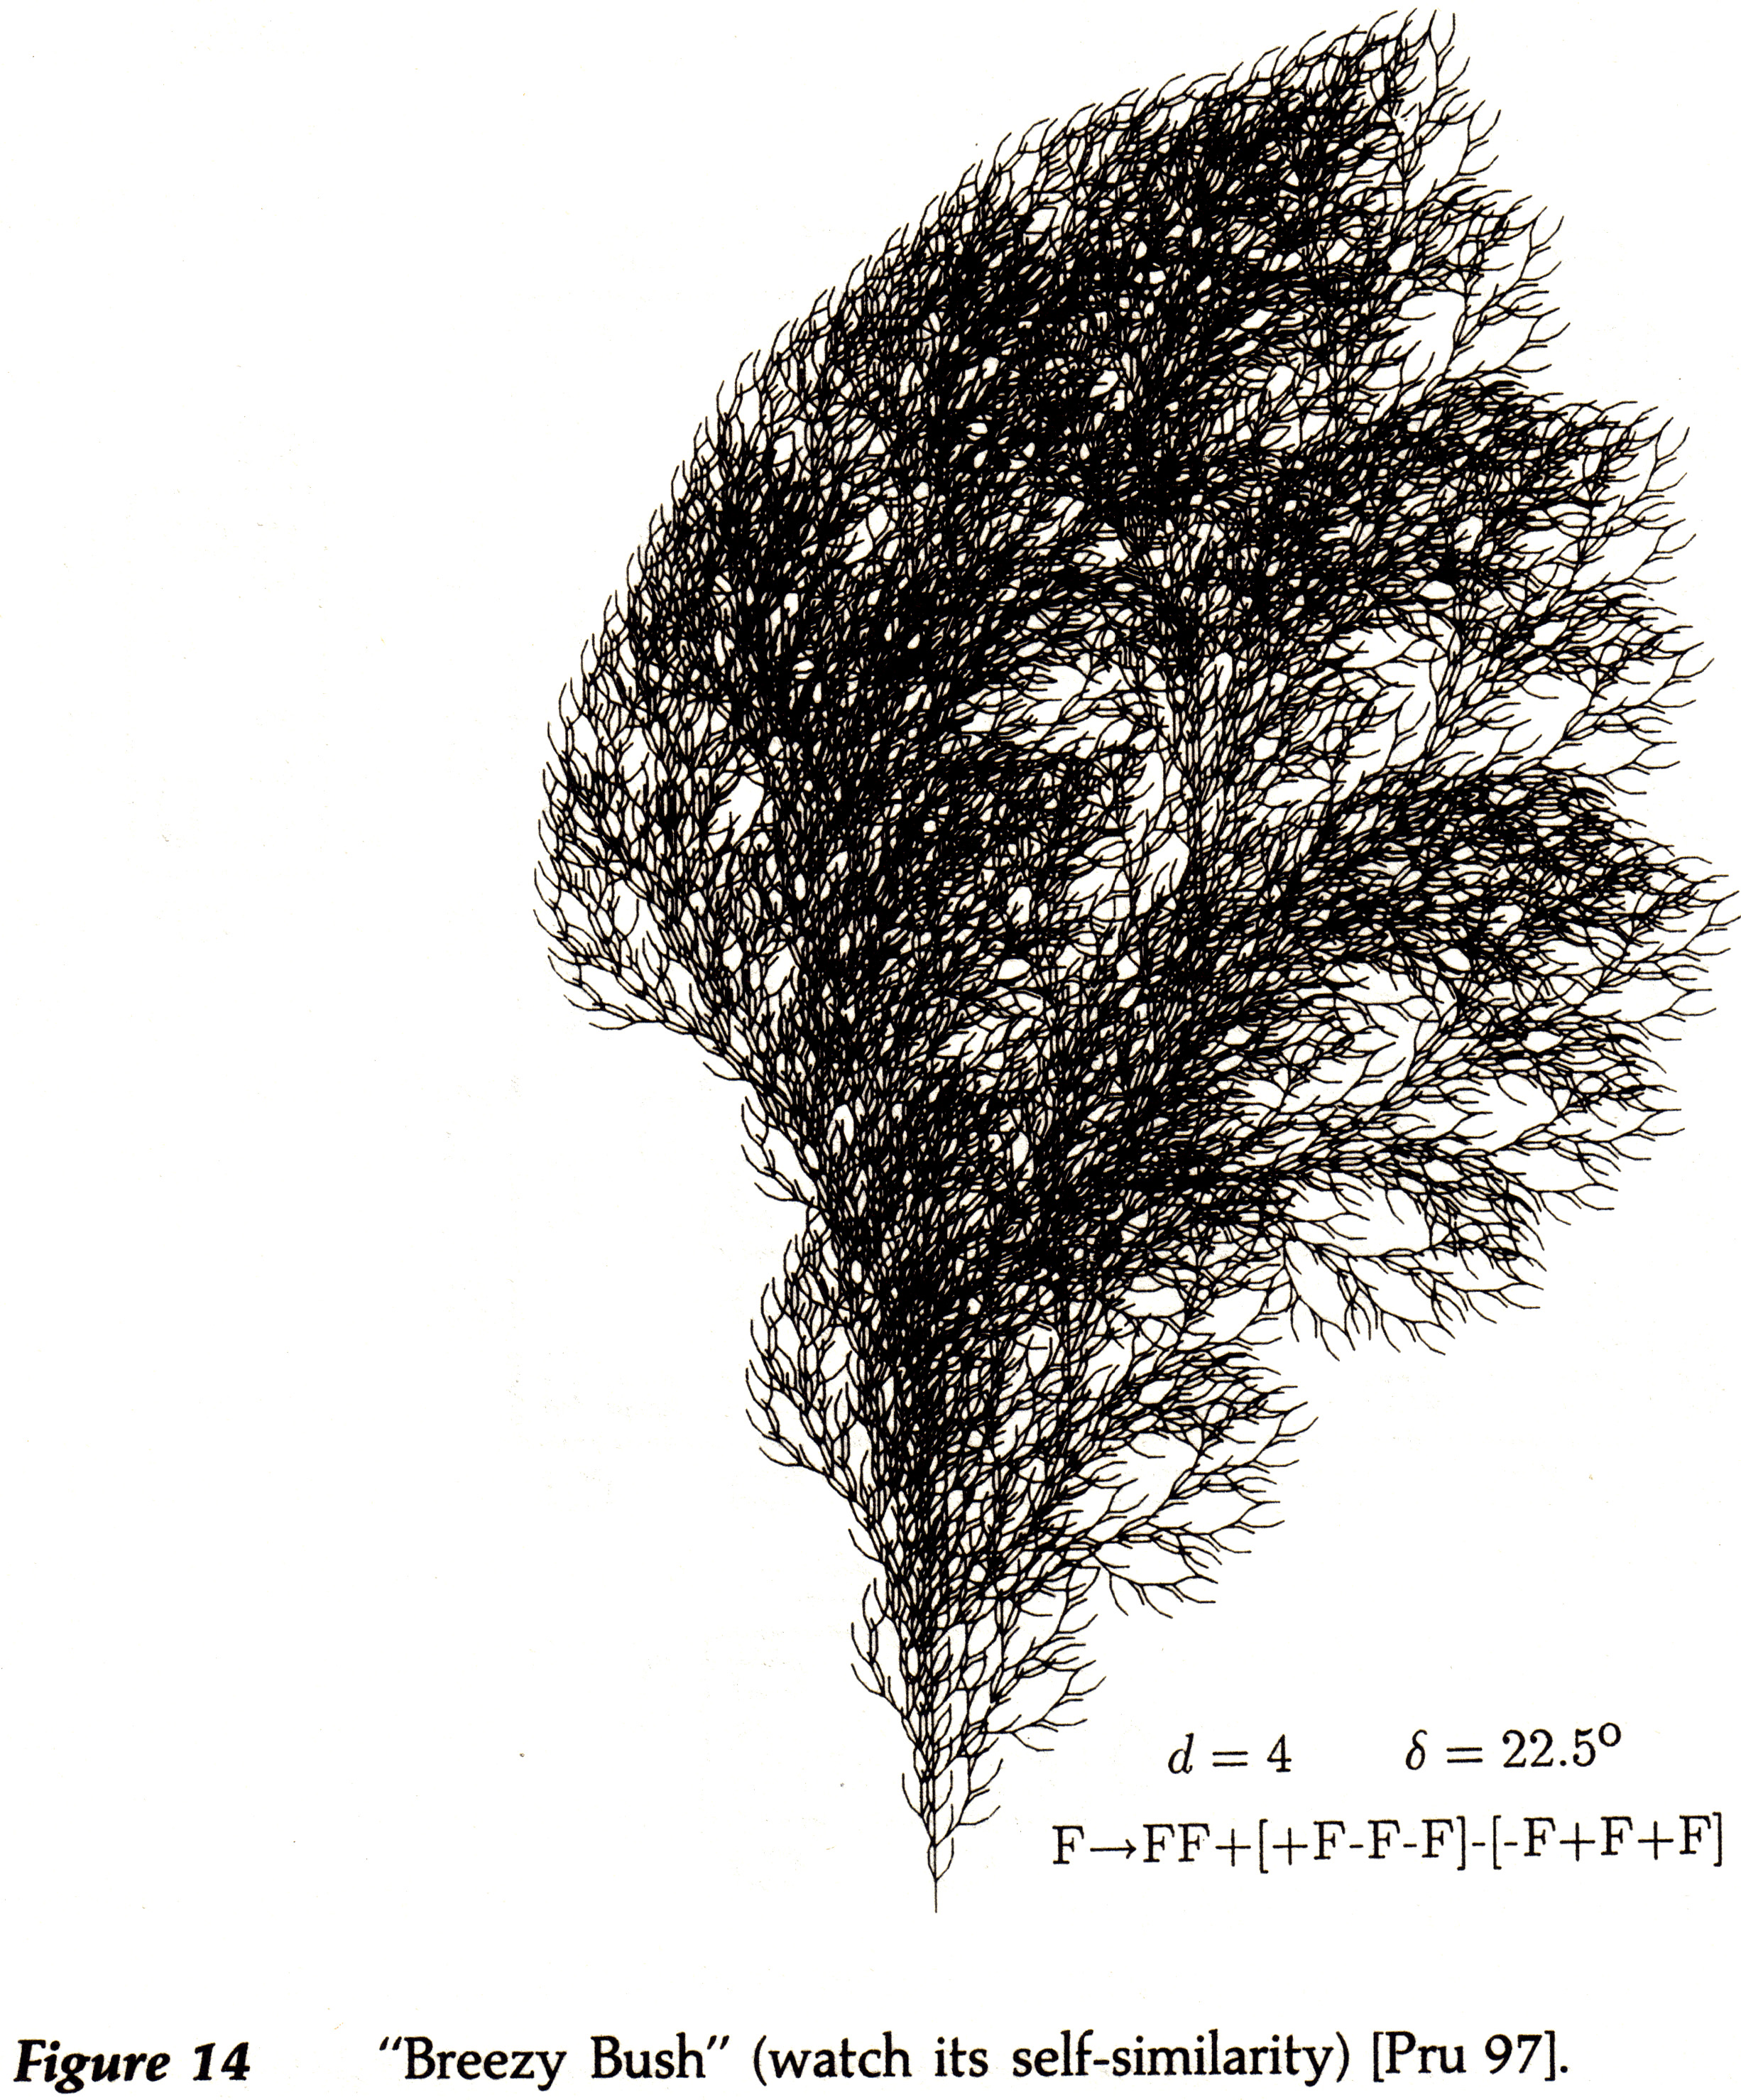 d = 4 δ = 22.5°
F→FF+[+F-F-F]-[-F+F+F]
Figure 14 “Breezy Bush” (watch its self-similarity) [Pru 97].